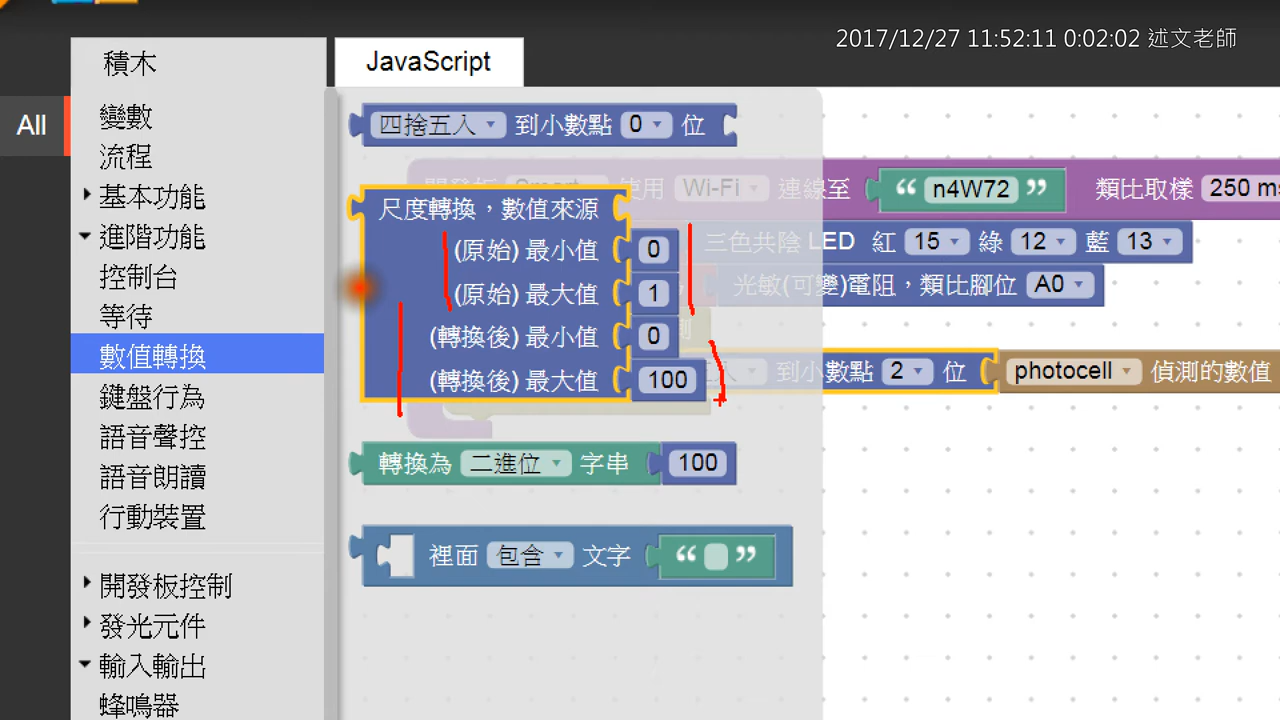 2017/12/27 11:52:11 0:02:02 述文老師
積木
JavaScript
All
變數
流程
基本功能
進階功能
控制台
等待
數值轉換
鍵盤行為
語音聲控
語音朗讀
行動裝置
開發板控制
發光元件
輸入輸出
蜂鳴器
四捨五入 到小數點 0 位
開發板 Smart 使用 Wi-Fi 連線至 “ n4W72 ” 類比取樣 250 ms
尺度轉換,數值來源
(原始) 最小值 0
(原始) 最大值 1
(轉換後) 最小值 0
(轉換後) 最大值 100
三色共陰 LED 紅 15 綠 12 藍 13
光敏(可變)電阻,類比腳位 A0
到小數點 2 位 photocell 偵測的數值
轉換為 二進位 字串 100
裡面 包含 文字 “ ”